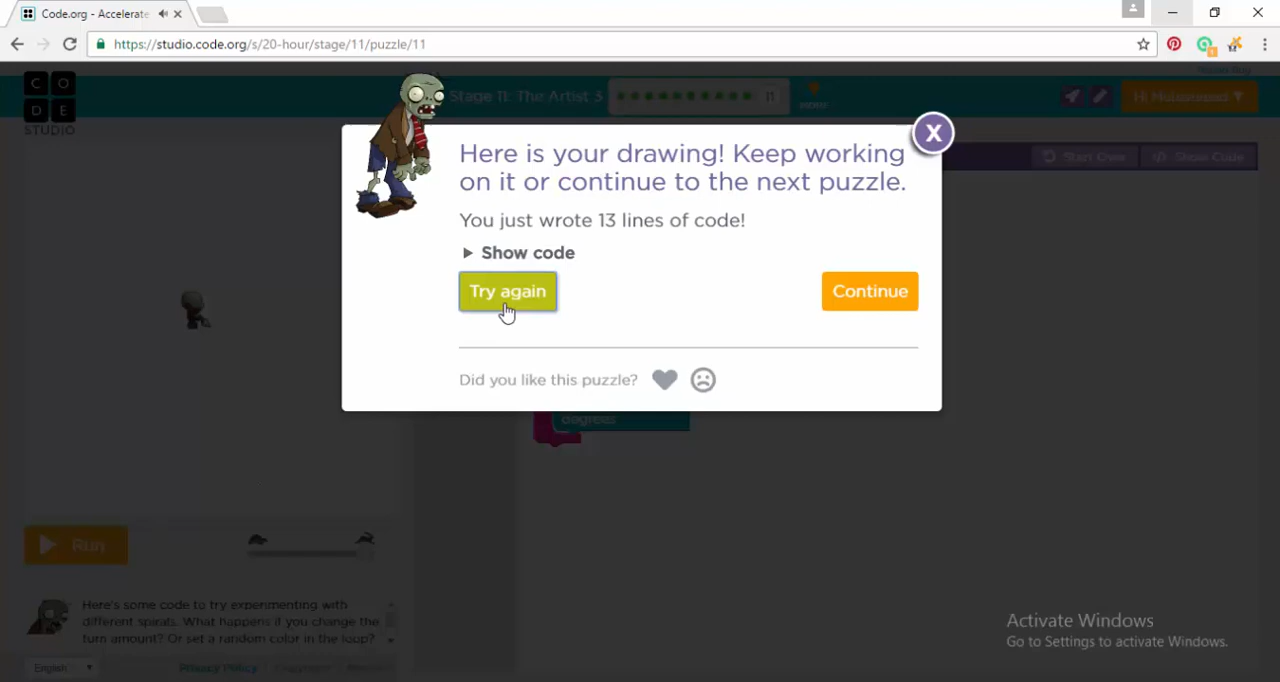 Code.org - Accelerate
https://studio.code.org/s/20-hour/stage/11/puzzle/11
C O
D E
STUDIO
Stage 11: The Artist 3
11
MORE
Start Over
Show Code
Here is your drawing! Keep working
on it or continue to the next puzzle.
You just wrote 13 lines of code!
Show code
Try again
Continue
Did you like this puzzle?
degrees
Run
Here's some code to try experimenting with
different spirals. What happens if you change the
turn amount? Or set a random color in the loop?
English
Privacy Policy
Activate Windows
Go to Settings to activate Windows.